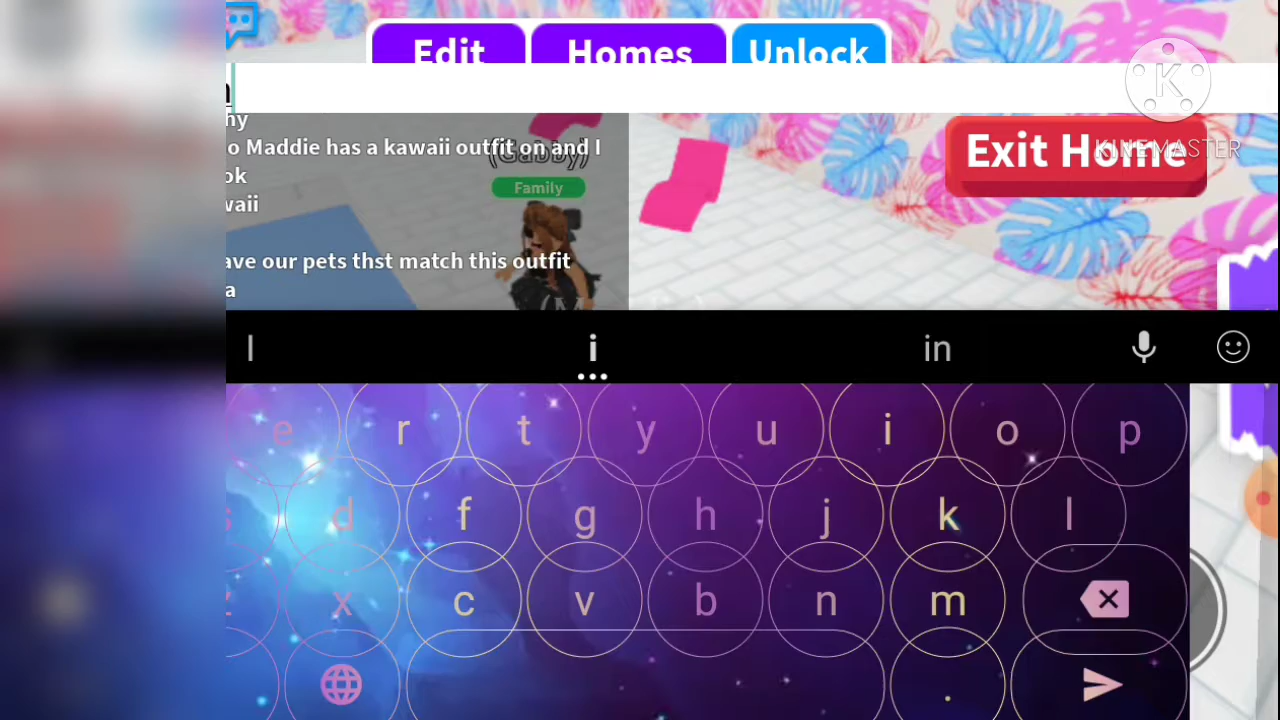 Edit Homes Unlock
K
Exit Home
KINEMASTER
hy
o Maddie has a kawaii outfit on and I
(Gabby)
ok
Family
waii
ave our pets thst match this outfit
a
I i in
e r t y u i o p
s d f g h j k l
z x c v b n m
.